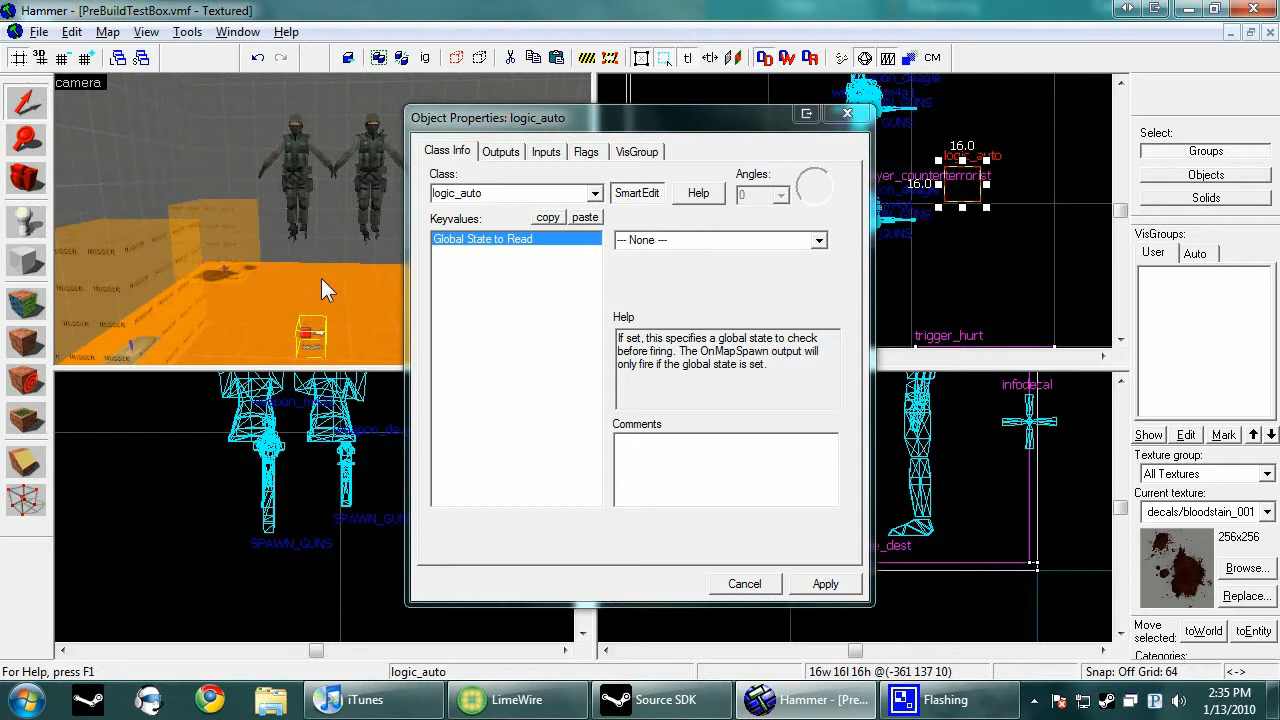 Hammer - [PreBuildTestBox.vmf - Textured]
File Edit Map View Tools Window Help
camera
16.0
logic_auto
16.0
trigger_hurt
infodecal
SPAWN_GUNS
Object Properties: logic_auto
Class Info Outputs Inputs Flags VisGroup
Class:
logic_auto
SmartEdit
Help
Angles:
0
Keyvalues:
copy paste
Global State to Read
--- None ---
Help
If set, this specifies a global state to check
before firing. The OnMapSpawn output will
only fire if the global state is set.
Comments
Cancel Apply
Select:
Groups
Objects
Solids
VisGroups:
User Auto
Show Edit Mark
Texture group:
All Textures
Current texture:
decals/bloodstain_001
256x256
Browse...
Replace...
Move
selected:
toWorld toEntity
Categories:
For Help, press F1
logic_auto
16w 16l 16h @(-361 137 10)
Snap: Off Grid: 64
<->
iTunes
LimeWire
Source SDK
Hammer - [Pre...
Flashing
2:35 PM
1/13/2010